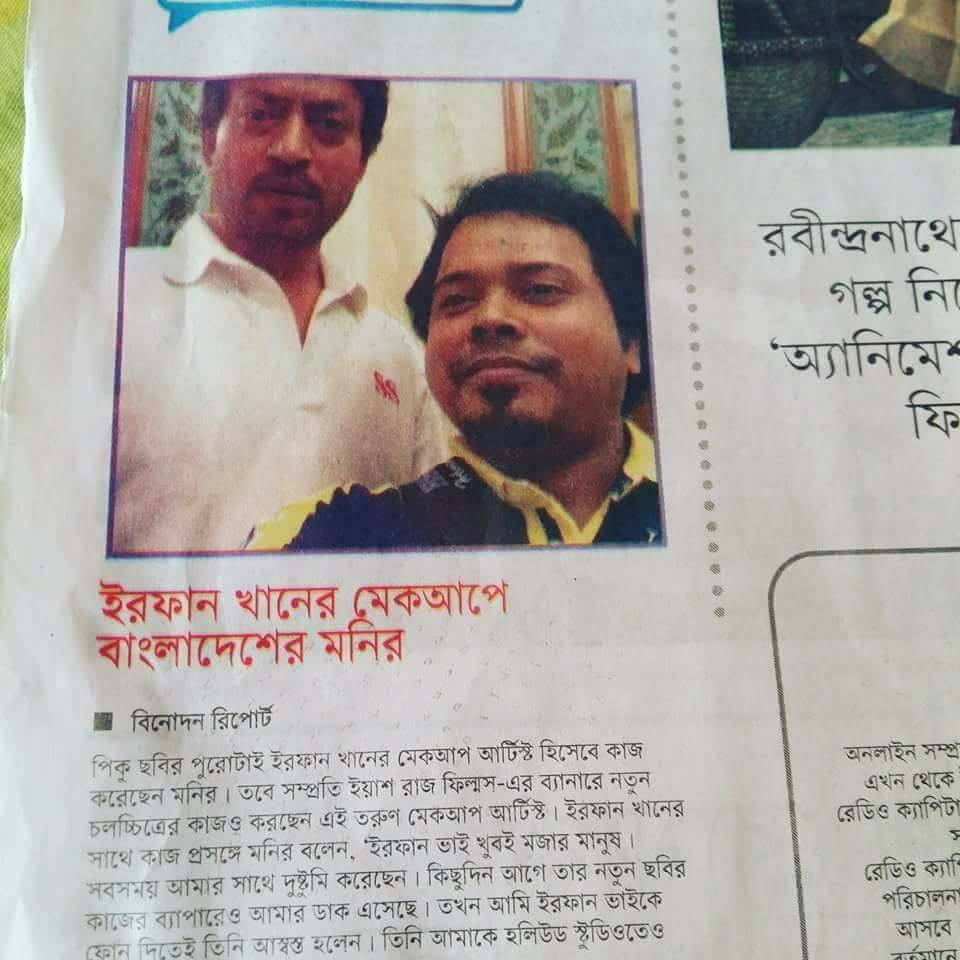 ইরফান খানের মেকআপে
বাংলাদেশের মনির
বিনোদন রিপোর্ট
পিকু ছবির পুরোটাই ইরফান খানের মেকআপ আর্টিস্ট হিসেবে কাজ
করেছেন মনির। তবে সম্প্রতি ইয়াশ রাজ ফিল্মস-এর ব্যানারে নতুন
চলচ্চিত্রের কাজও করছেন এই তরুণ মেকআপ আর্টিস্ট। ইরফান খানের
সাথে কাজ প্রসঙ্গে মনির বলেন, 'ইরফান ভাই খুবই মজার মানুষ।
সবসময় আমার সাথে দুষ্টুমি করেছেন। কিছুদিন আগে তার নতুন ছবির
কাজের ব্যাপারেও আমার ডাক এসেছে। তখন আমি ইরফান ভাইকে
ফোন দিতেই তিনি আশ্বস্ত হলেন। তিনি আমাকে হলিউড স্টুডিওতেও
রবীন্দ্রনাথে
গল্প নি
'অ্যানিমেশ
ফি
অনলাইন সম্প্র
এখন থেকে
রেডিও ক্যাপিটা
রেডিও ক্যাপি
পরিচালনা
আসবে
বর্তমানে